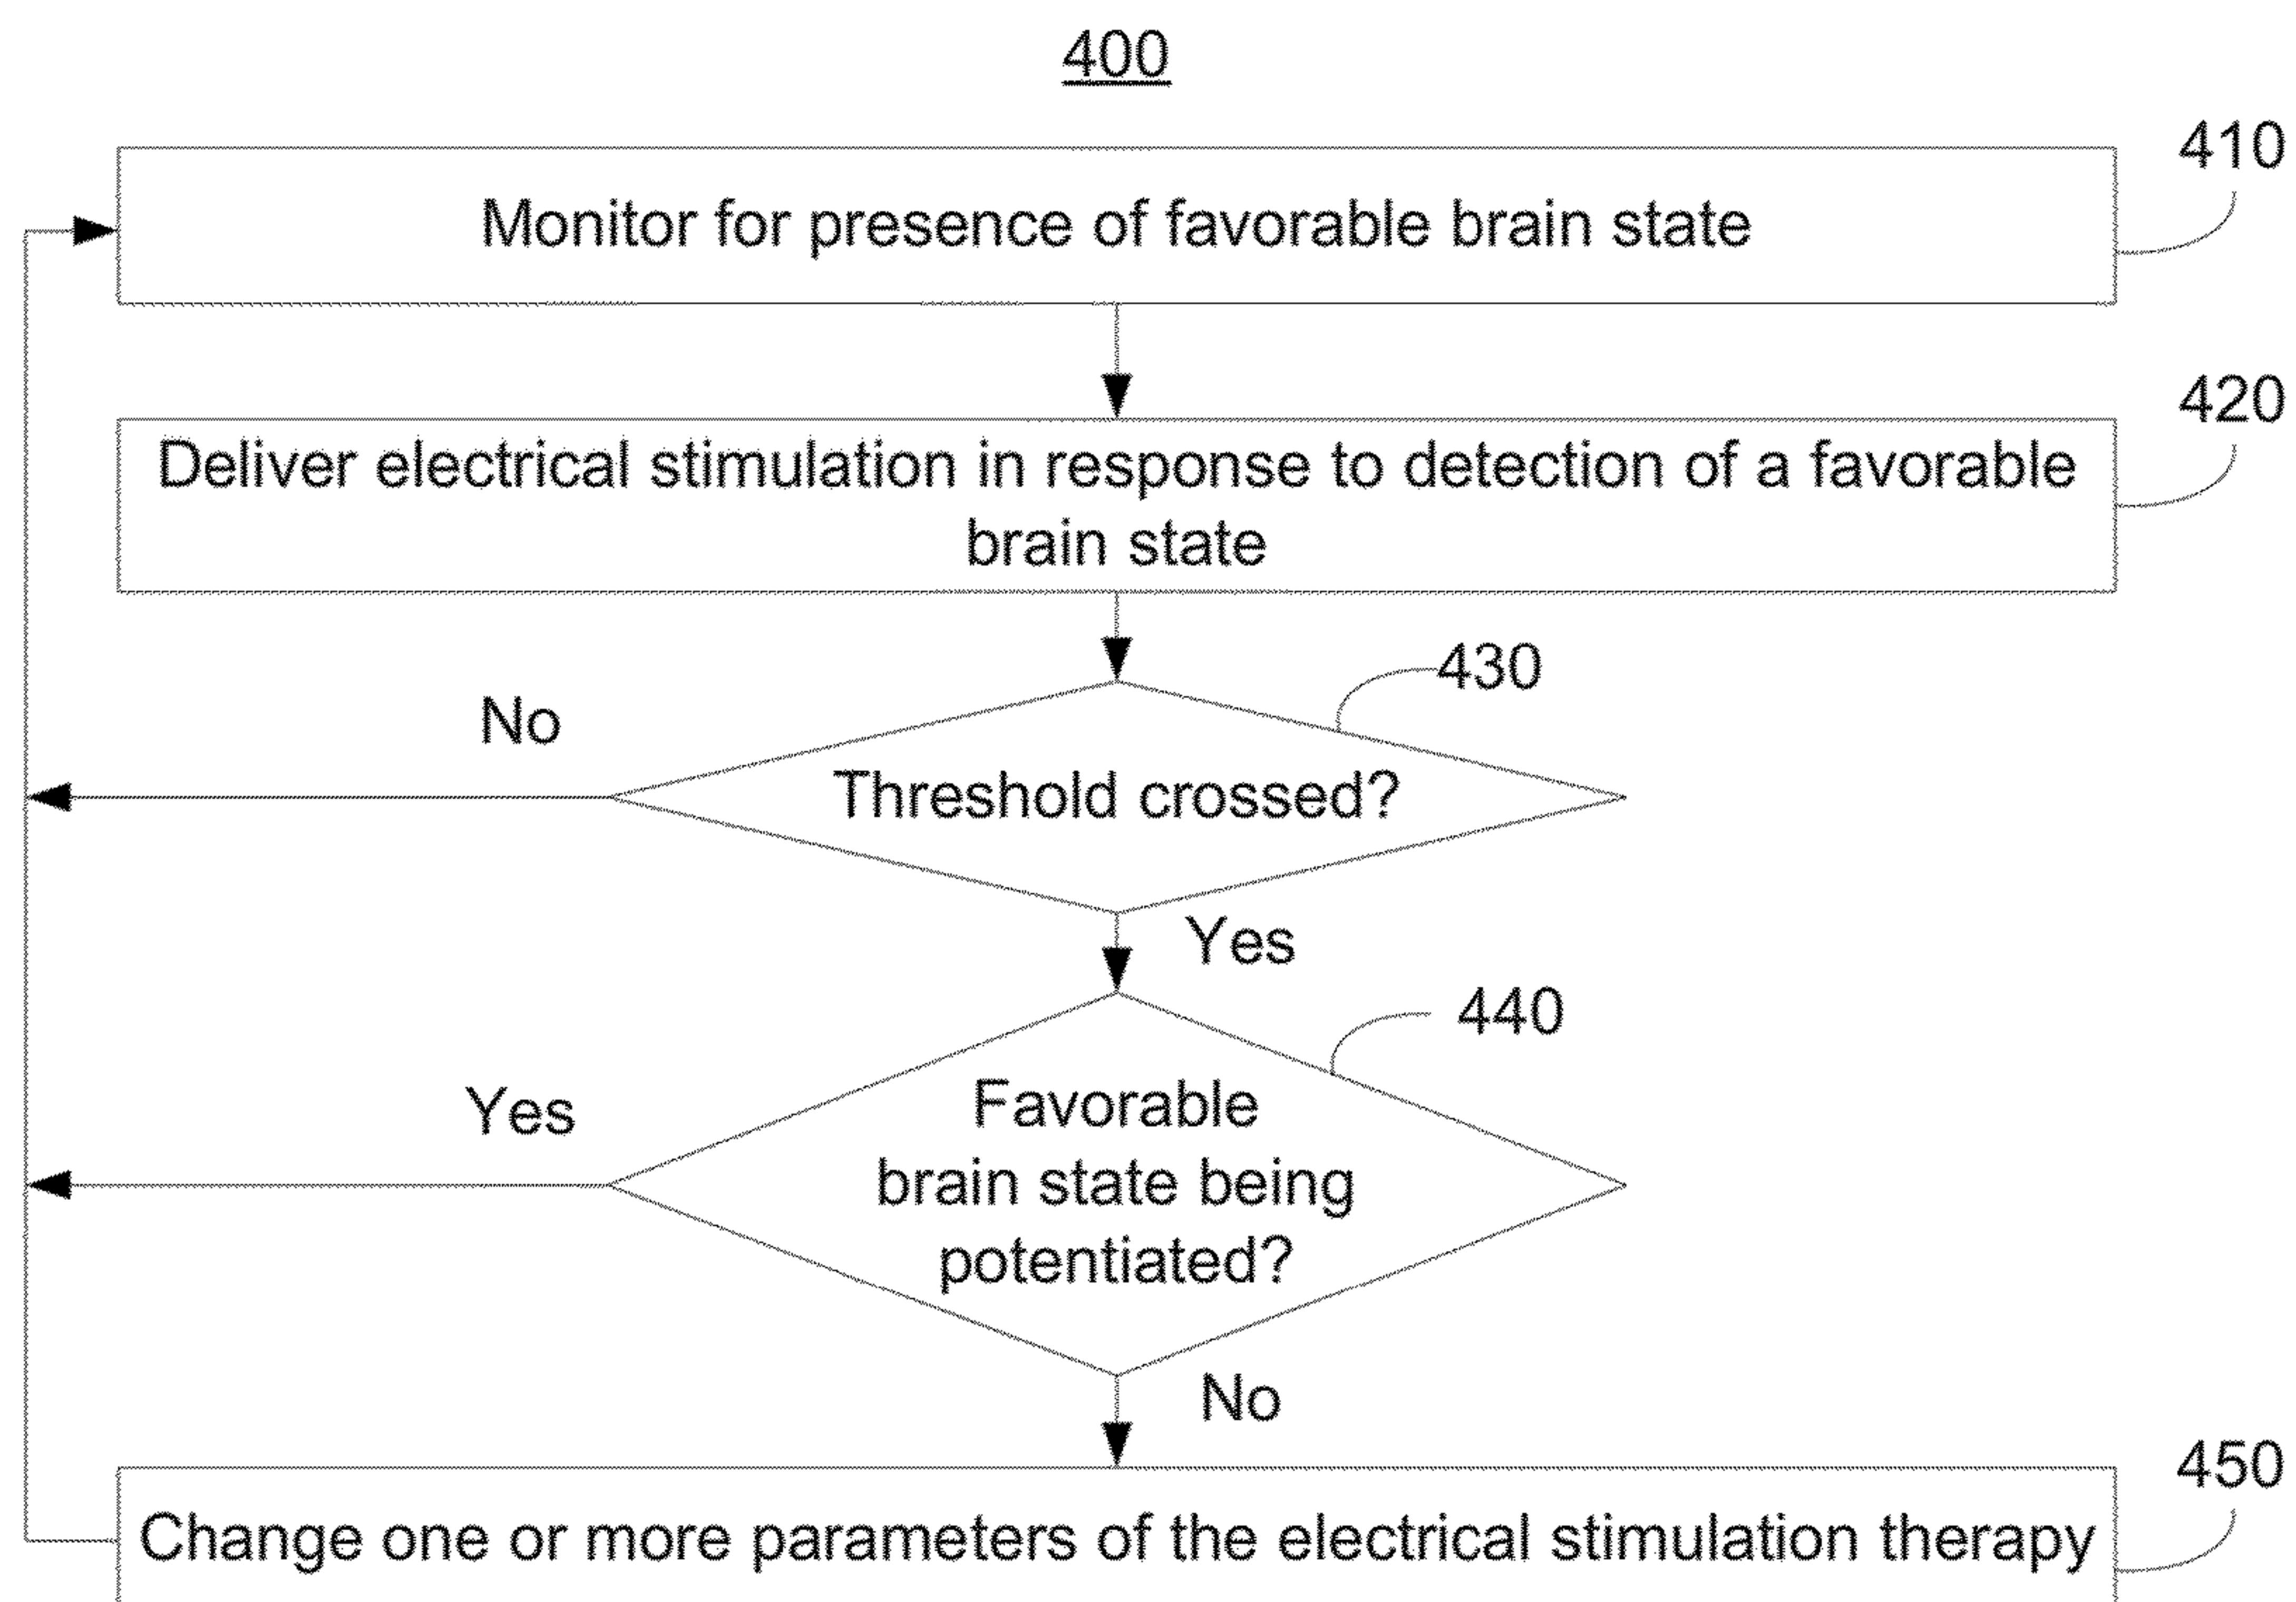 400
410
Monitor for presence of favorable brain state
420
Deliver electrical stimulation in response to detection of a favorable
brain state
430
No
Threshold crossed?
Yes
440
Yes
Favorable
brain state being
potentiated?
No
450
Change one or more parameters of the electrical stimulation therapy